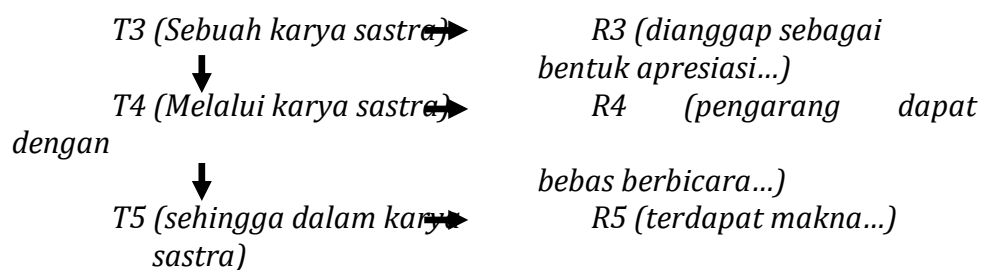 T3 (Sebuah karya sastra) R3 (dianggap sebagai
bentuk apresiasi…)
T4 (Melalui karya sastra) R4 (pengarang dapat
dengan
bebas berbicara…)
T5 (sehingga dalam karya R5 (terdapat makna…)
sastra)